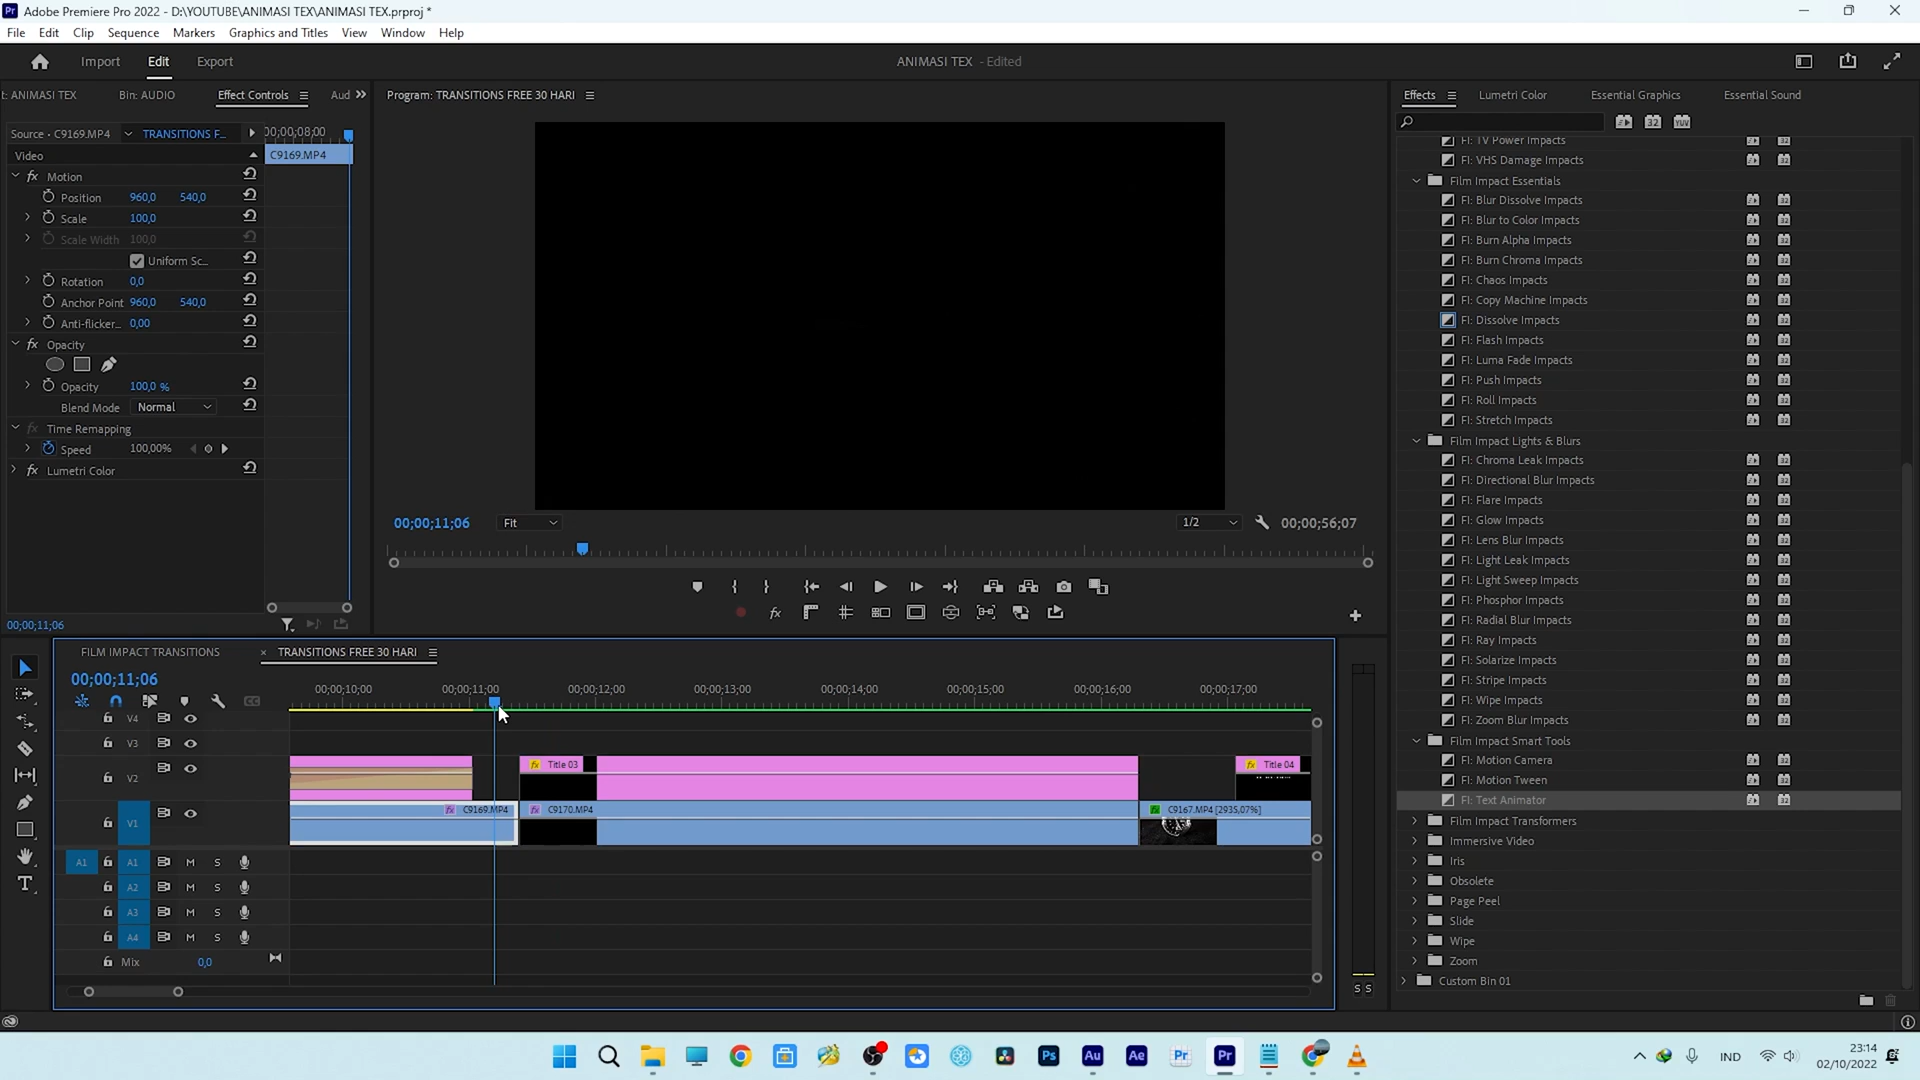 Adobe Premiere Pro 2022 - D:\YOUTUBE\ANIMASI TEX\ANIMASI TEX.prproj *
File Edit Clip Sequence Markers Graphics and Titles View Window Help
Import Edit Export
ANIMASI TEX - Edited
t: ANIMASI TEX Bin: AUDIO Effect Controls Aud
Source • C9169.MP4 TRANSITIONS F... 00;00;08;00
Video C9169.MP4
fx Motion
Position 960,0 540,0
Scale 100,0
Scale Width 100,0
Uniform Sc...
Rotation 0,0
Anchor Point 960,0 540,0
Anti-flicker... 0,00
fx Opacity
Opacity 100,0 %
Blend Mode Normal
fx Time Remapping
Speed 100,00%
fx Lumetri Color
00;00;11;06
Program: TRANSITIONS FREE 30 HARI
00;00;11;06 Fit 1/2 00;00;56;07
fx
Effects Lumetri Color Essential Graphics Essential Sound
32 YUV
FI: TV Power Impacts
FI: VHS Damage Impacts
Film Impact Essentials
FI: Blur Dissolve Impacts
FI: Blur to Color Impacts
FI: Burn Alpha Impacts
FI: Burn Chroma Impacts
FI: Chaos Impacts
FI: Copy Machine Impacts
FI: Dissolve Impacts
FI: Flash Impacts
FI: Luma Fade Impacts
FI: Push Impacts
FI: Roll Impacts
FI: Stretch Impacts
Film Impact Lights & Blurs
FI: Chroma Leak Impacts
FI: Directional Blur Impacts
FI: Flare Impacts
FI: Glow Impacts
FI: Lens Blur Impacts
FI: Light Leak Impacts
FI: Light Sweep Impacts
FI: Phosphor Impacts
FI: Radial Blur Impacts
FI: Ray Impacts
FI: Solarize Impacts
FI: Stripe Impacts
FI: Wipe Impacts
FI: Zoom Blur Impacts
Film Impact Smart Tools
FI: Motion Camera
FI: Motion Tween
FI: Text Animator
Film Impact Transformers
Immersive Video
Iris
Obsolete
Page Peel
Slide
Wipe
Zoom
Custom Bin 01
FILM IMPACT TRANSITIONS × TRANSITIONS FREE 30 HARI
00;00;11;06
00;00;10;00 00;00;11;00 00;00;12;00 00;00;13;00 00;00;14;00 00;00;15;00 00;00;16;00 00;00;17;00
V4
V3
V2 fx Title 03 fx Title 04
V1 fx C9169.MP4 fx C9170.MP4 fx C9167.MP4 [2935,07%]
A1 A1 M S
A2 M S
A3 M S
A4 M S
Mix 0,0
S S
IND 23:14
02/10/2022